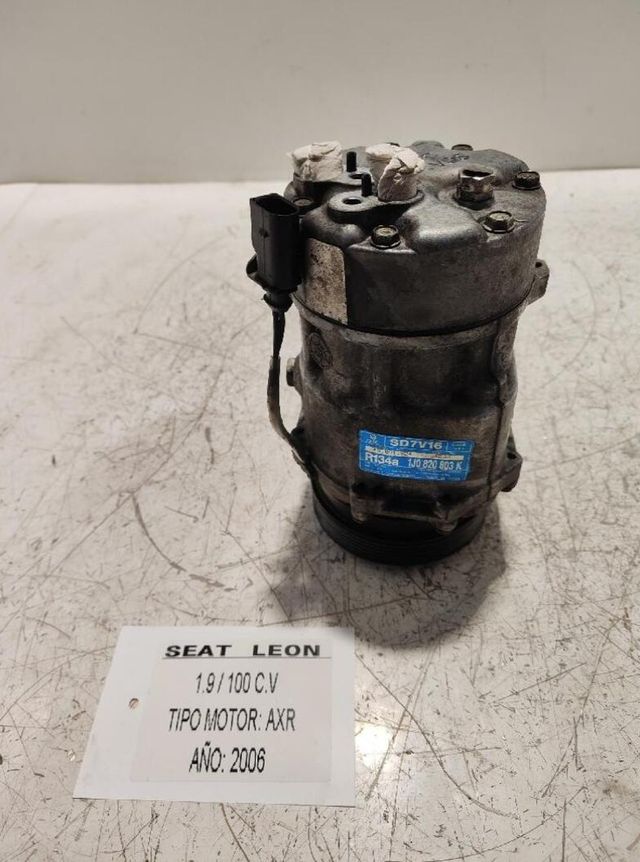 SD7V16
R134a 1J0 820 803 K
SEAT LEON
1.9 / 100 C.V
TIPO MOTOR: AXR
AÑO: 2006